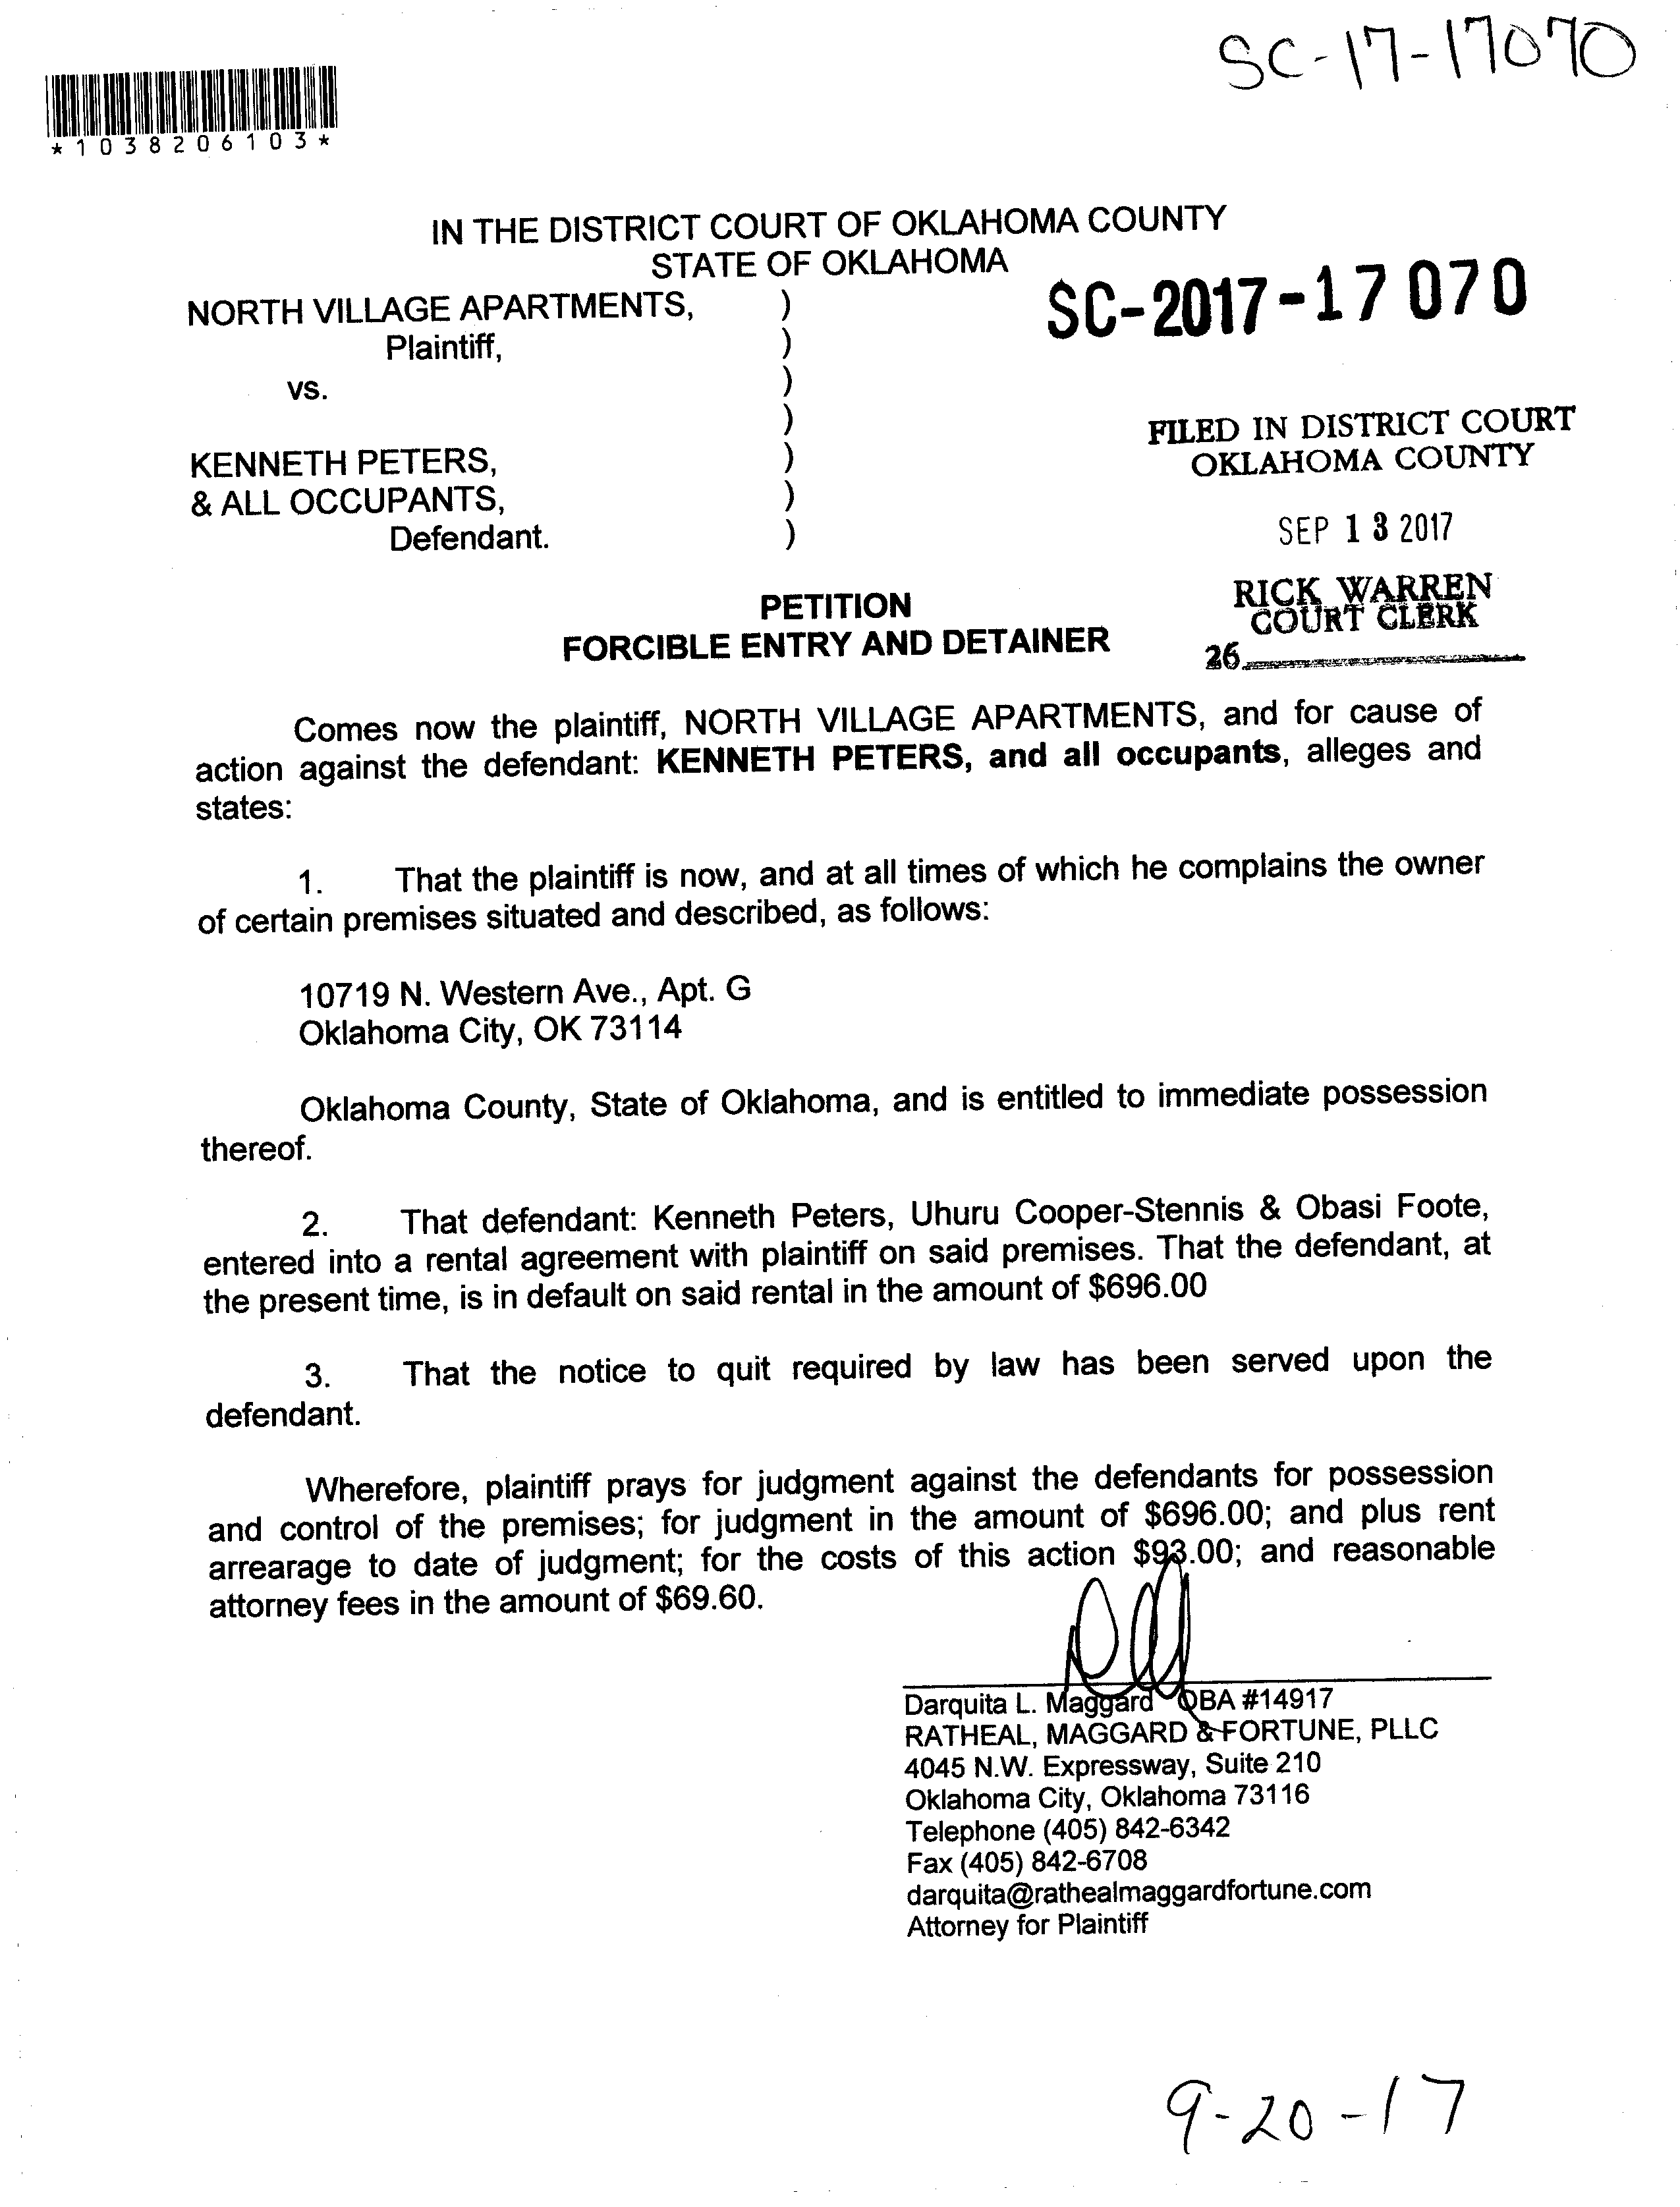 SC-17-17070
*1038206103*
IN THE DISTRICT COURT OF OKLAHOMA COUNTY
STATE OF OKLAHOMA
SC-2017-17070
NORTH VILLAGE APARTMENTS, )
Plaintiff, )
vs. )
)
KENNETH PETERS, )
& ALL OCCUPANTS, )
Defendant. )
FILED IN DISTRICT COURT
OKLAHOMA COUNTY
SEP 13 2017
RICK WARREN
COURT CLERK
26
PETITION
FORCIBLE ENTRY AND DETAINER
Comes now the plaintiff, NORTH VILLAGE APARTMENTS, and for cause of
action against the defendant: KENNETH PETERS, and all occupants, alleges and
states:
1. That the plaintiff is now, and at all times of which he complains the owner
of certain premises situated and described, as follows:
10719 N. Western Ave., Apt. G
Oklahoma City, OK 73114
Oklahoma County, State of Oklahoma, and is entitled to immediate possession
thereof.
2. That defendant: Kenneth Peters, Uhuru Cooper-Stennis & Obasi Foote,
entered into a rental agreement with plaintiff on said premises. That the defendant, at
the present time, is in default on said rental in the amount of $696.00
3. That the notice to quit required by law has been served upon the
defendant.
Wherefore, plaintiff prays for judgment against the defendants for possession
and control of the premises; for judgment in the amount of $696.00; and plus rent
arrearage to date of judgment; for the costs of this action $93.00; and reasonable
attorney fees in the amount of $69.60.
Darquita L. Maggard OBA #14917
RATHEAL, MAGGARD & FORTUNE, PLLC
4045 N.W. Expressway, Suite 210
Oklahoma City, Oklahoma 73116
Telephone (405) 842-6342
Fax (405) 842-6708
darquita@rathealmaggardfortune.com
Attorney for Plaintiff
9-20-17